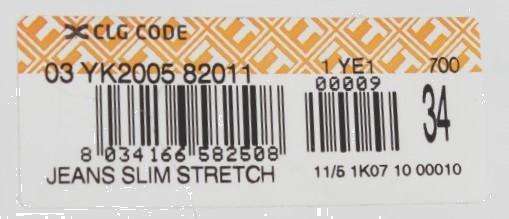 CLG CODE
03 YK2005 82011 1 YE1 700
00009
34
8 034166 582508
JEANS SLIM STRETCH 11/5 1K07 10 00010